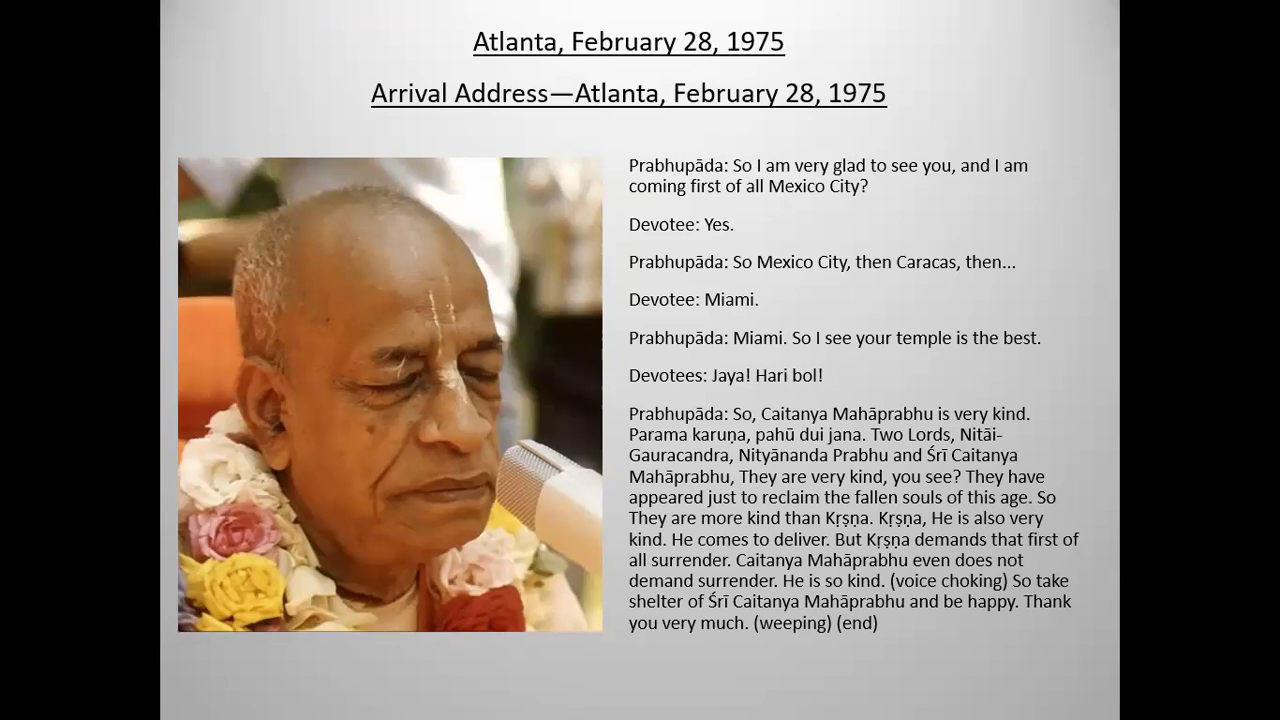 Atlanta, February 28, 1975
Arrival Address—Atlanta, February 28, 1975
Prabhupāda: So I am very glad to see you, and I am
coming first of all Mexico City?
Devotee: Yes.
Prabhupāda: So Mexico City, then Caracas, then...
Devotee: Miami.
Prabhupāda: Miami. So I see your temple is the best.
Devotees: Jaya! Hari bol!
Prabhupāda: So, Caitanya Mahāprabhu is very kind.
Parama karuṇa, pahū dui jana. Two Lords, Nitāi-
Gauracandra, Nityānanda Prabhu and Śrī Caitanya
Mahāprabhu, They are very kind, you see? They have
appeared just to reclaim the fallen souls of this age. So
They are more kind than Kṛṣṇa. Kṛṣṇa, He is also very
kind. He comes to deliver. But Kṛṣṇa demands that first of
all surrender. Caitanya Mahāprabhu even does not
demand surrender. He is so kind. (voice choking) So take
shelter of Śrī Caitanya Mahāprabhu and be happy. Thank
you very much. (weeping) (end)